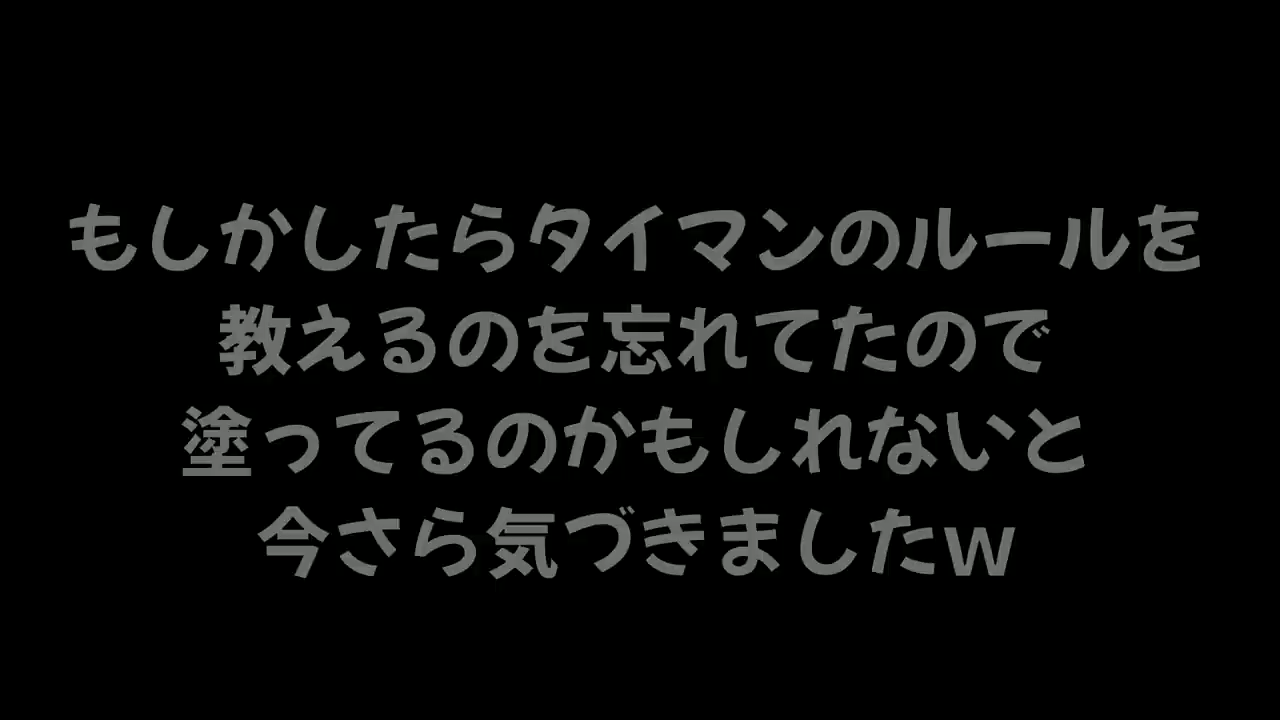 もしかしたらタイマンのルールを
教えるのを忘れてたので
塗ってるのかもしれないと
今さら気づきましたw